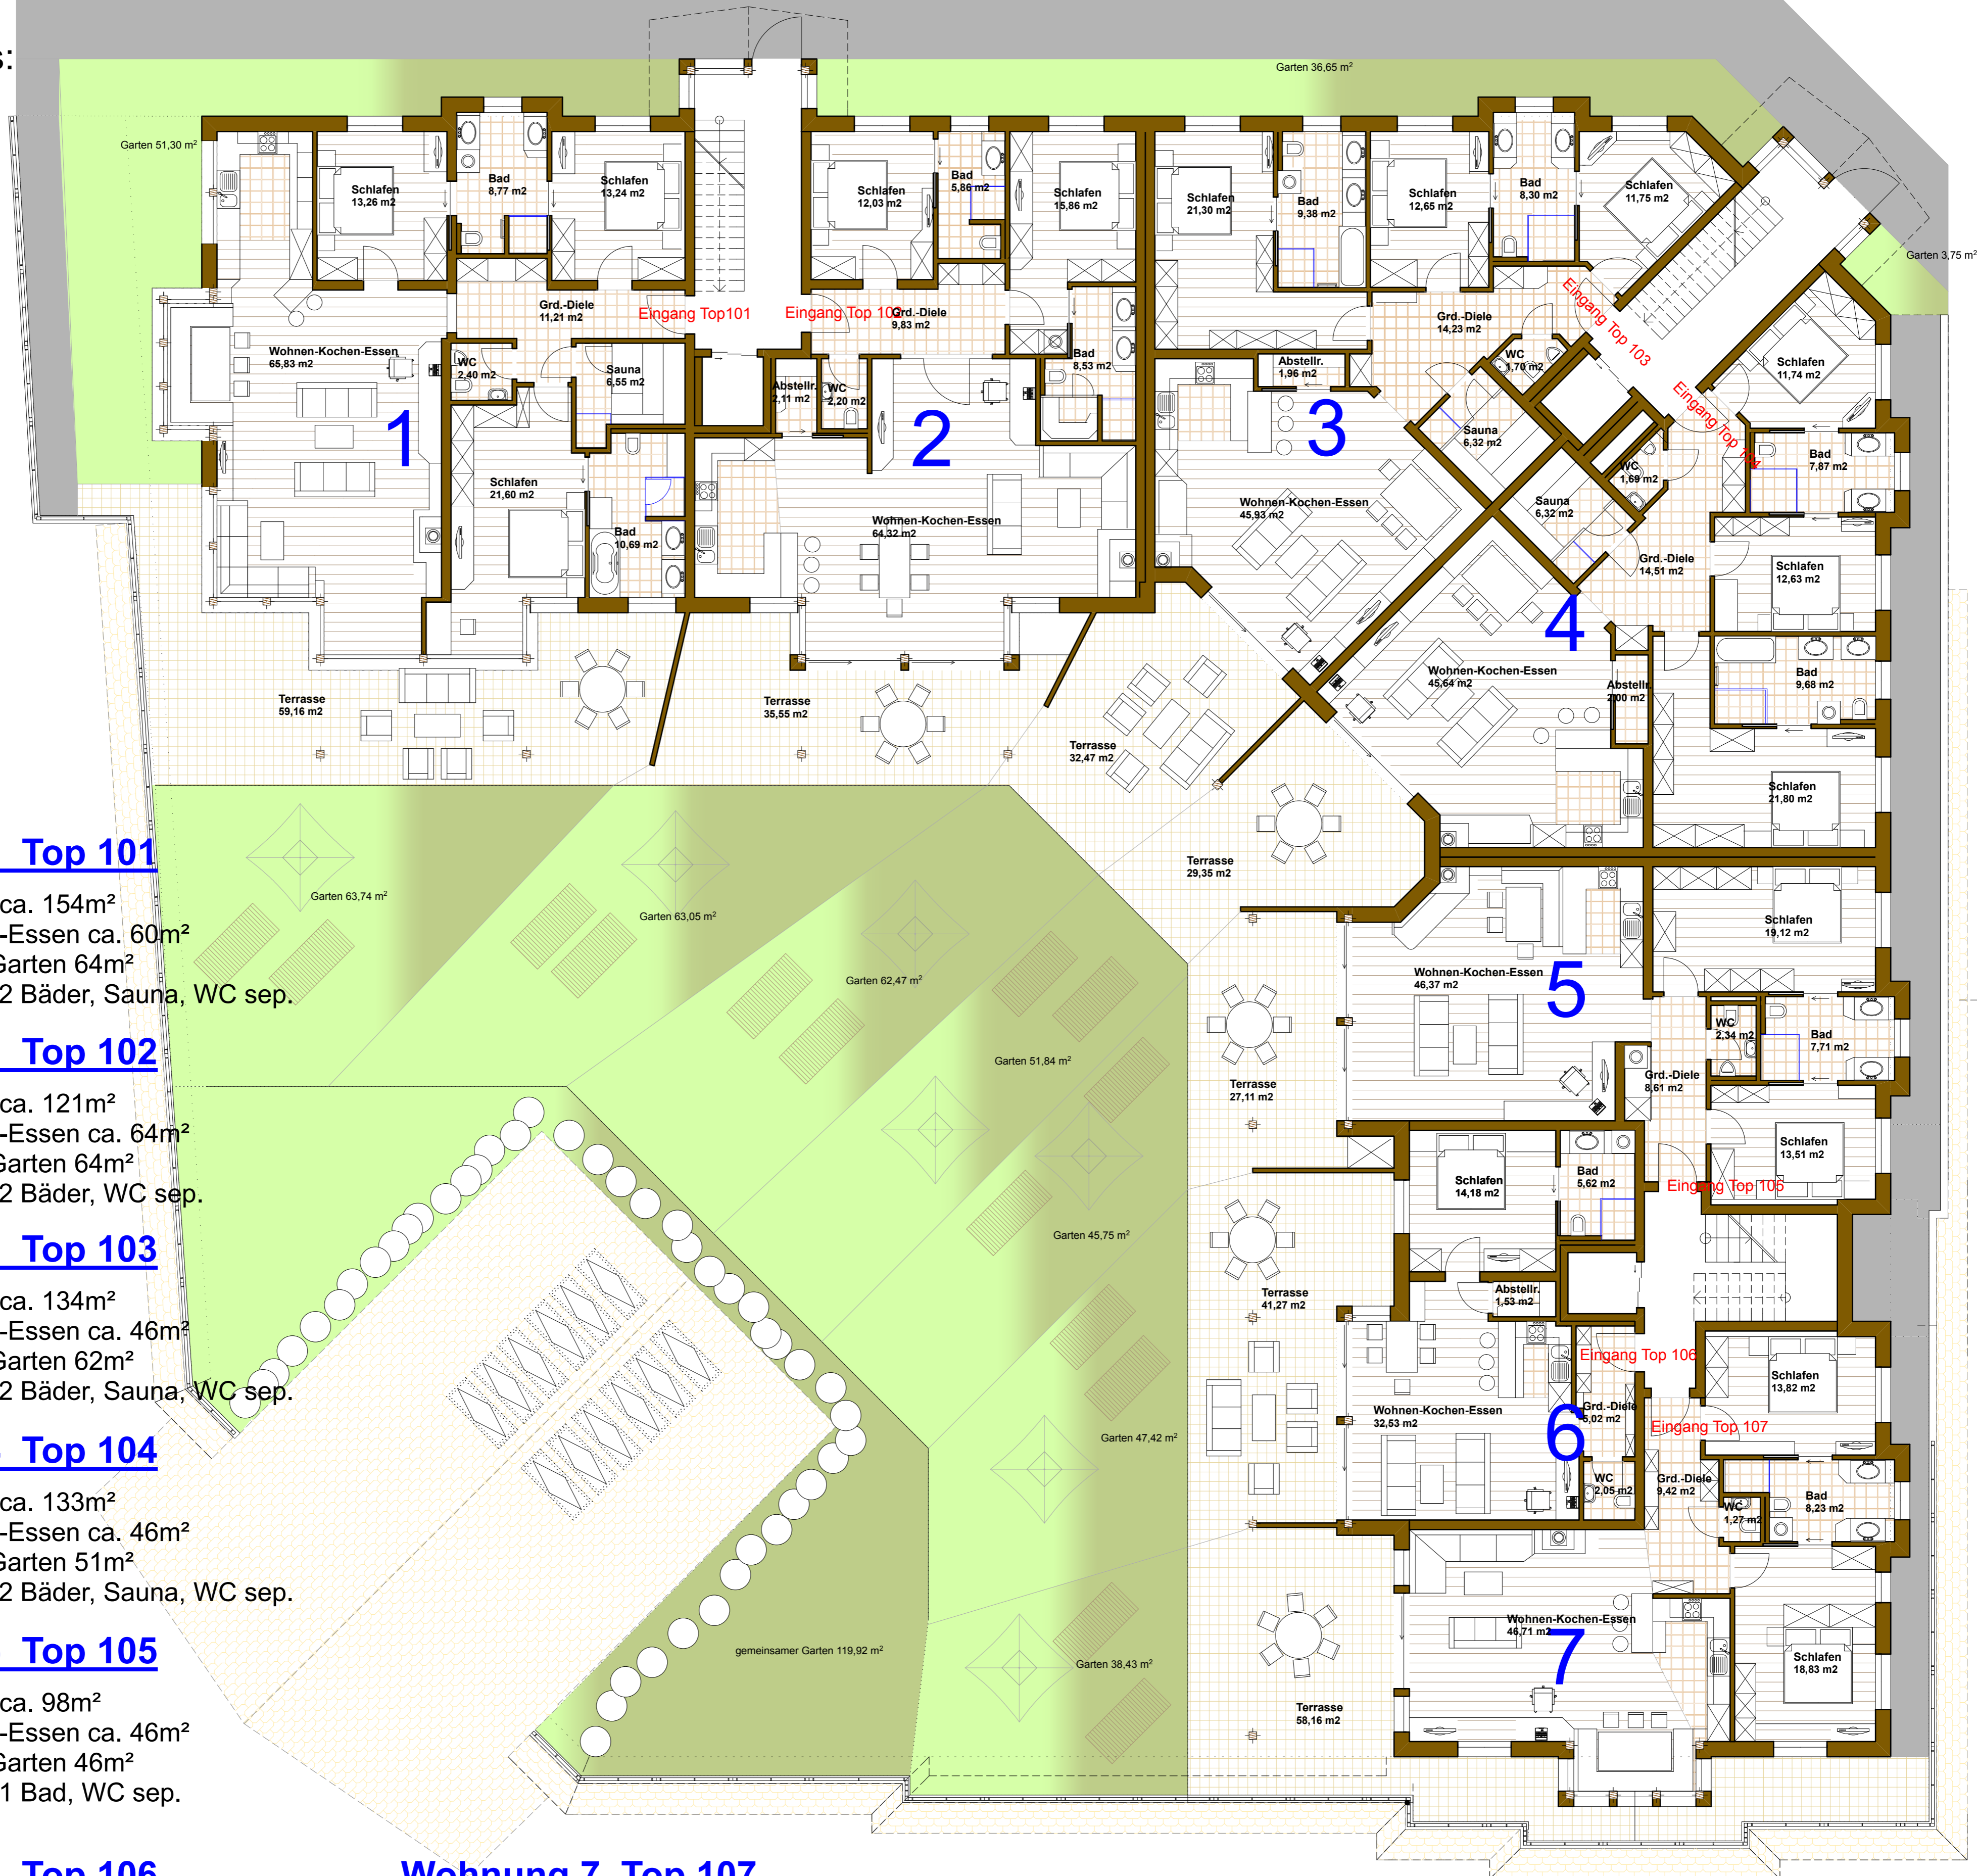 s:
Garten 36,65 m²
Garten 51,30 m²
Garten 3,75 m²
Schlafen
13,26 m2
Bad
8,77 m2
Schlafen
13,24 m2
Grd.-Diele
11,21 m2
Eingang Top101
Wohnen-Kochen-Essen
65,83 m2
WC
2,40 m2
Sauna
6,55 m2
1
Schlafen
21,60 m2
Bad
10,69 m2
Terrasse
59,16 m2
Schlafen
12,03 m2
Bad
5,86 m2
Schlafen
15,86 m2
Eingang Top 102
Grd.-Diele
9,83 m2
Bad
8,53 m2
Abstellr.
2,11 m2
WC
2,20 m2
2
Wohnen-Kochen-Essen
64,32 m2
Terrasse
35,55 m2
Schlafen
21,30 m2
Bad
9,38 m2
Schlafen
12,65 m2
Bad
8,30 m2
Schlafen
11,75 m2
Eingang Top 103
Grd.-Diele
14,23 m2
WC
1,70 m2
Abstellr.
1,96 m2
3
Sauna
6,32 m2
Wohnen-Kochen-Essen
45,93 m2
Terrasse
32,47 m2
Schlafen
11,74 m2
Eingang Top 104
Bad
7,87 m2
WC
1,69 m2
Sauna
6,32 m2
Grd.-Diele
14,51 m2
Schlafen
12,63 m2
4
Wohnen-Kochen-Essen
45,64 m2
Abstellr.
2,00 m2
Bad
9,68 m2
Schlafen
21,80 m2
Terrasse
29,35 m2
Schlafen
19,12 m2
Wohnen-Kochen-Essen
46,37 m2
5
WC
2,34 m2
Bad
7,71 m2
Grd.-Diele
8,61 m2
Schlafen
13,51 m2
Eingang Top 105
Terrasse
27,11 m2
Schlafen
14,18 m2
Bad
5,62 m2
Abstellr.
1,53 m2
Terrasse
41,27 m2
Eingang Top 106
Wohnen-Kochen-Essen
32,53 m2
6
Grd.-Diele
5,02 m2
WC
2,05 m2
Schlafen
13,82 m2
Eingang Top 107
Grd.-Diele
9,42 m2
WC
1,27 m2
Bad
8,23 m2
Wohnen-Kochen-Essen
46,71 m2
7
Schlafen
18,83 m2
Terrasse
58,16 m2
Garten 63,74 m²
Garten 63,05 m²
Garten 62,47 m²
Garten 51,84 m²
Garten 45,75 m²
Garten 47,42 m²
Garten 38,43 m²
gemeinsamer Garten 119,92 m²
Top 101
ca. 154m²
-Essen ca. 60m²
Garten 64m²
2 Bäder, Sauna, WC sep.
Top 102
ca. 121m²
-Essen ca. 64m²
Garten 64m²
2 Bäder, WC sep.
Top 103
ca. 134m²
-Essen ca. 46m²
Garten 62m²
2 Bäder, Sauna, WC sep.
Top 104
ca. 133m²
-Essen ca. 46m²
Garten 51m²
2 Bäder, Sauna, WC sep.
Top 105
ca. 98m²
-Essen ca. 46m²
Garten 46m²
1 Bad, WC sep.
Top 106
Wohnung 7 Top 107